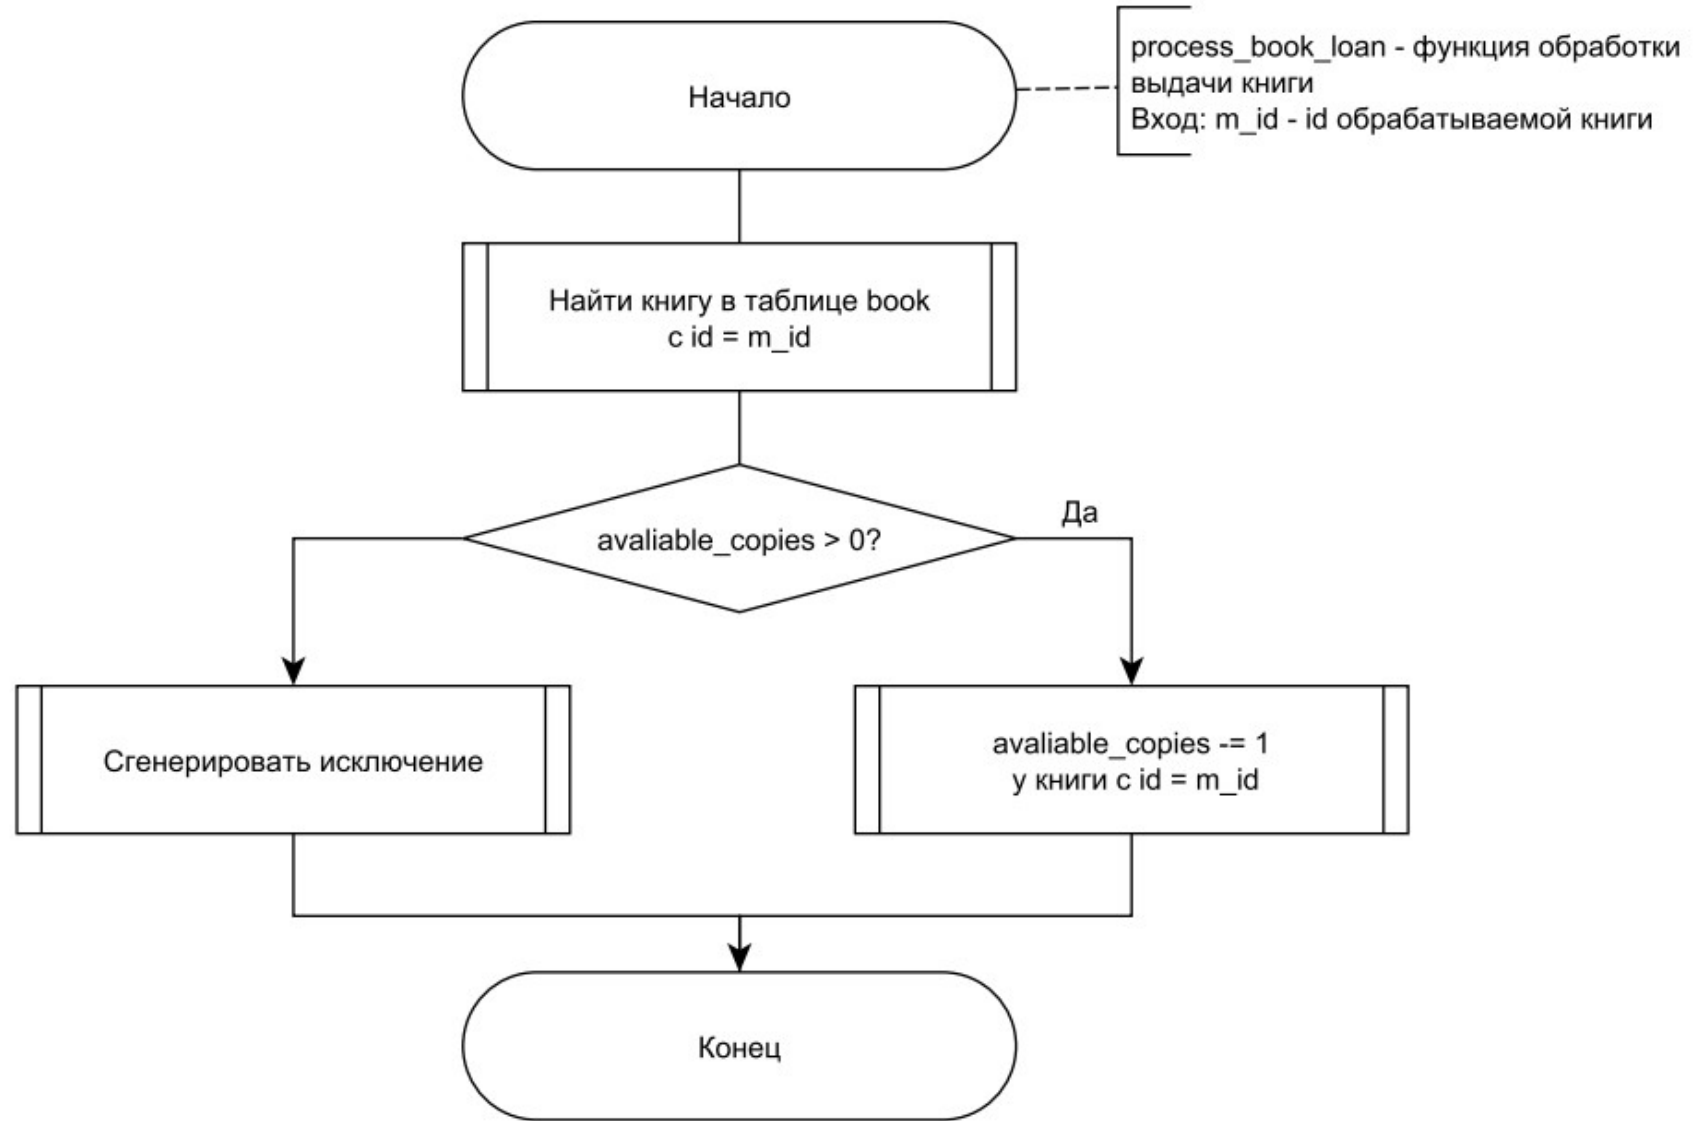 Начало
process_book_loan - функция обработки
выдачи книги
Вход: m_id - id обрабатываемой книги
Найти книгу в таблице book
с id = m_id
avaliable_copies > 0?
Да
Сгенерировать исключение
avaliable_copies -= 1
у книги с id = m_id
Конец